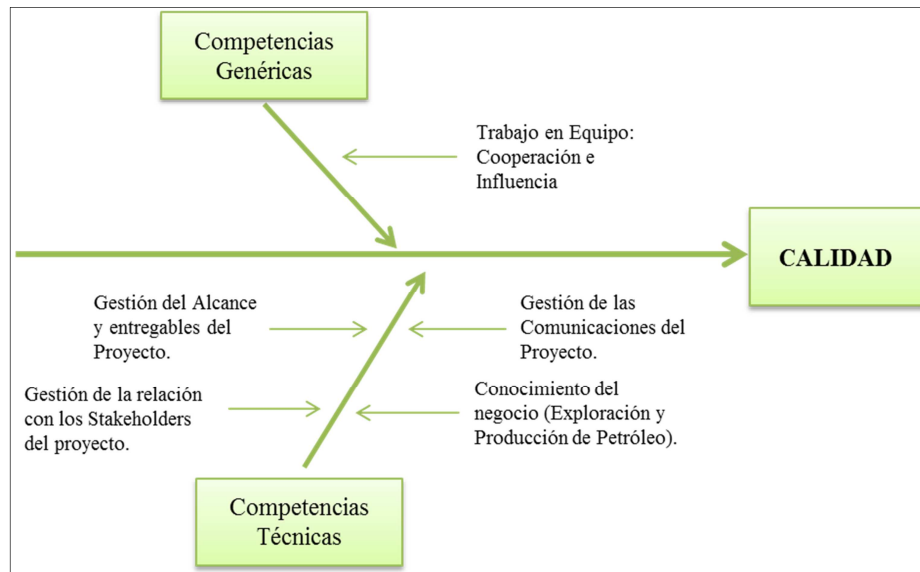 Competencias
Genéricas
Trabajo en Equipo:
Cooperación e
Influencia
CALIDAD
Gestión del Alcance
y entregables del
Proyecto.
Gestión de las
Comunicaciones del
Proyecto.
Gestión de la relación
con los Stakeholders
del proyecto.
Conocimiento del
negocio (Exploración y
Producción de Petróleo).
Competencias
Técnicas